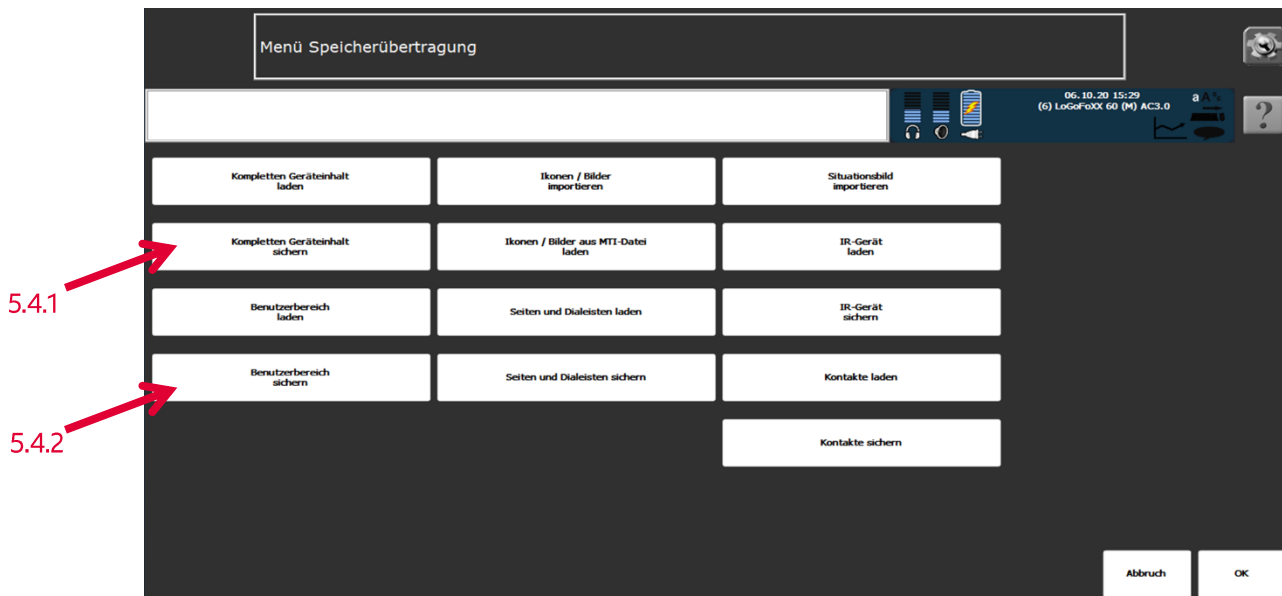 Menü Speicherübertragung
06.10.20 15:29
(6) LoGoFoXX 60 (M) AC3.0
a A
?
Kompletten Geräteinhalt
laden
Ikonen / Bilder
importieren
Situationsbild
importieren
Kompletten Geräteinhalt
sichern
Ikonen / Bilder aus MTI-Datei
laden
IR-Gerät
laden
5.4.1
Benutzerbereich
laden
Seiten und Dialeisten laden
IR-Gerät
sichern
Benutzerbereich
sichern
Seiten und Dialeisten sichern
Kontakte laden
5.4.2
Kontakte sichern
Abbruch
OK